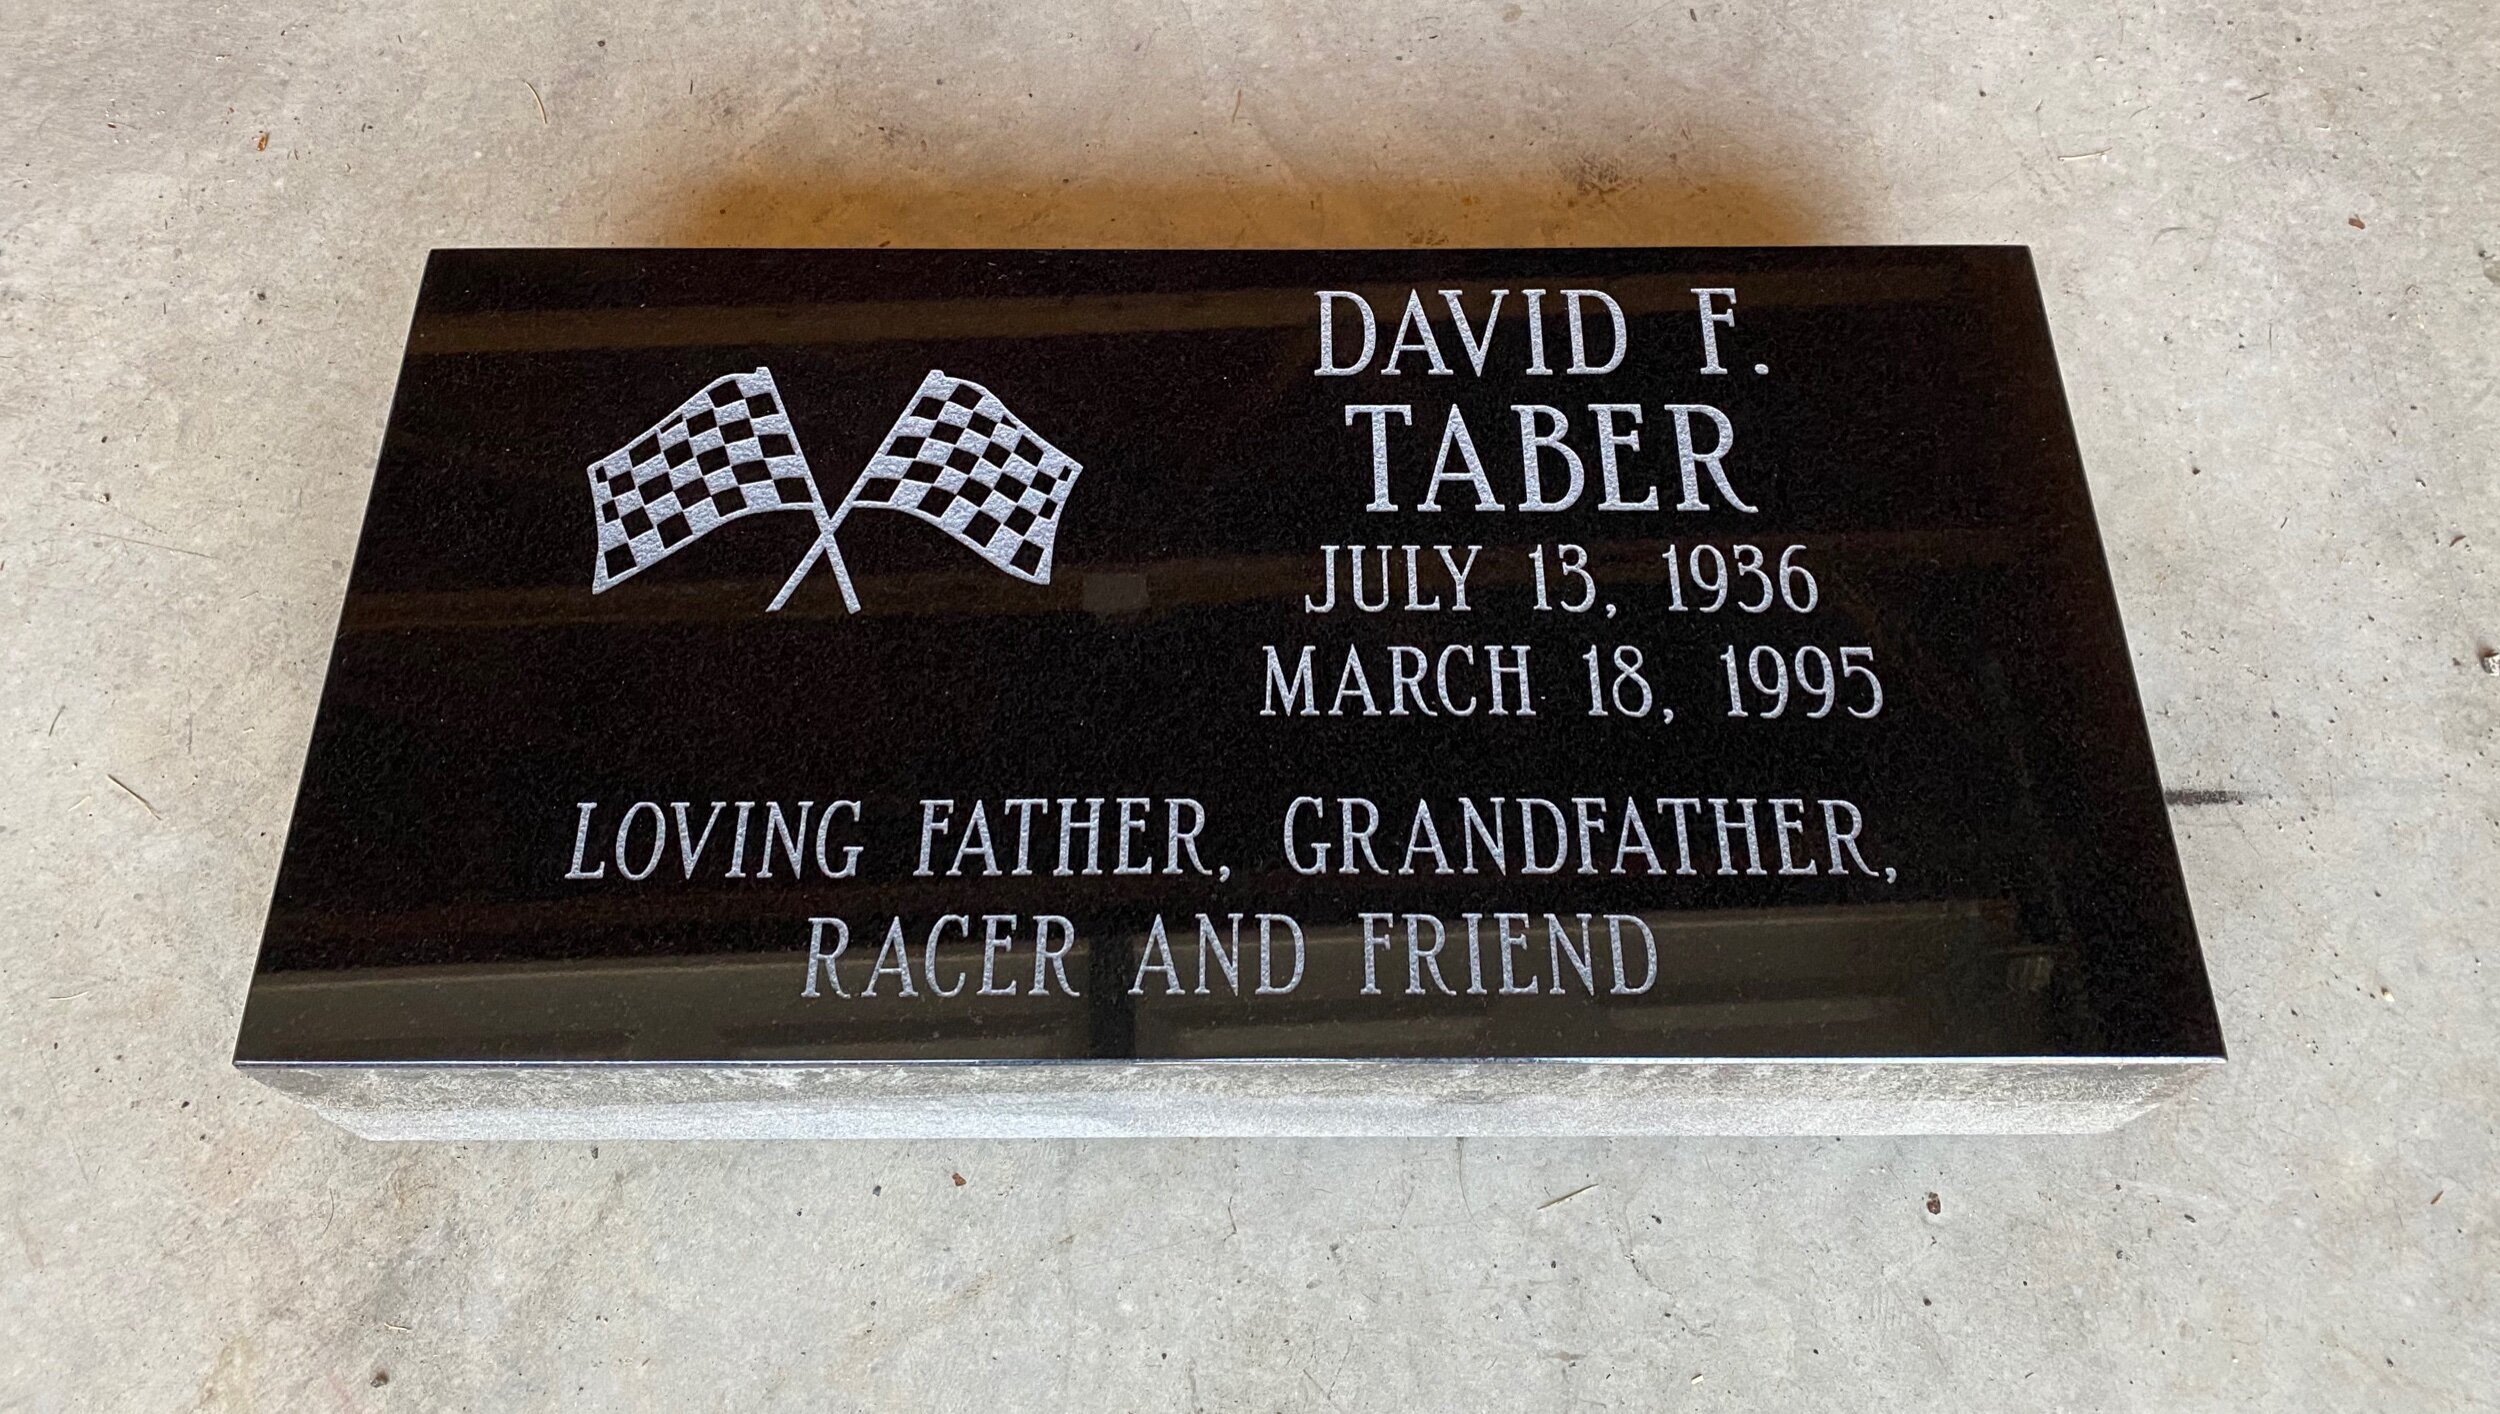 DAVID F.
TABER
JULY 13, 1936
MARCH 18, 1995
LOVING FATHER, GRANDFATHER,
RACER AND FRIEND